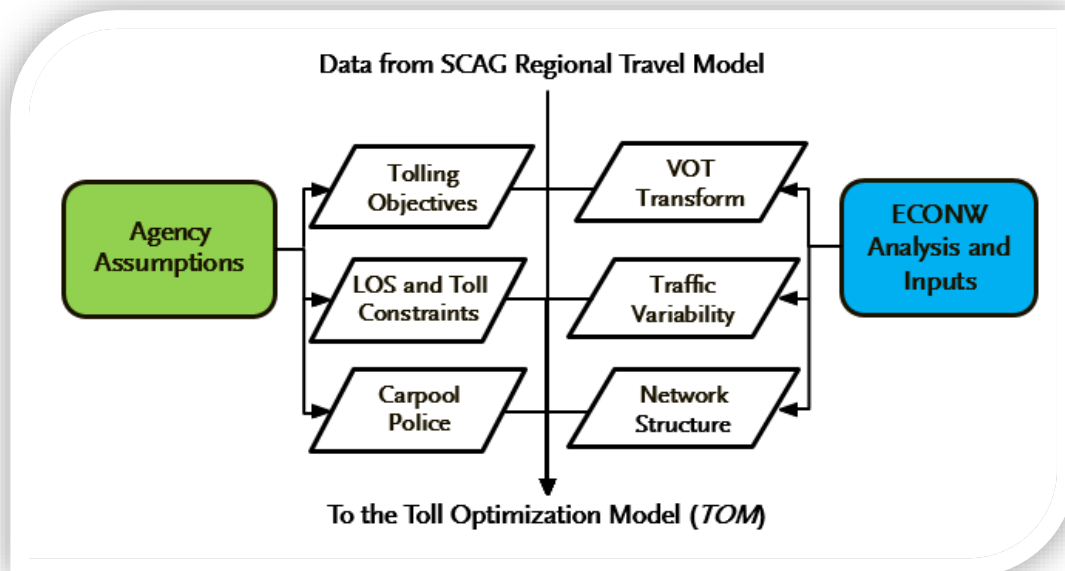 Data from SCAG Regional Travel Model
Agency
Assumptions
Tolling
Objectives
LOS and Toll
Constraints
Carpool
Police
VOT
Transform
Traffic
Variability
Network
Structure
ECONW
Analysis and
Inputs
To the Toll Optimization Model (TOM)